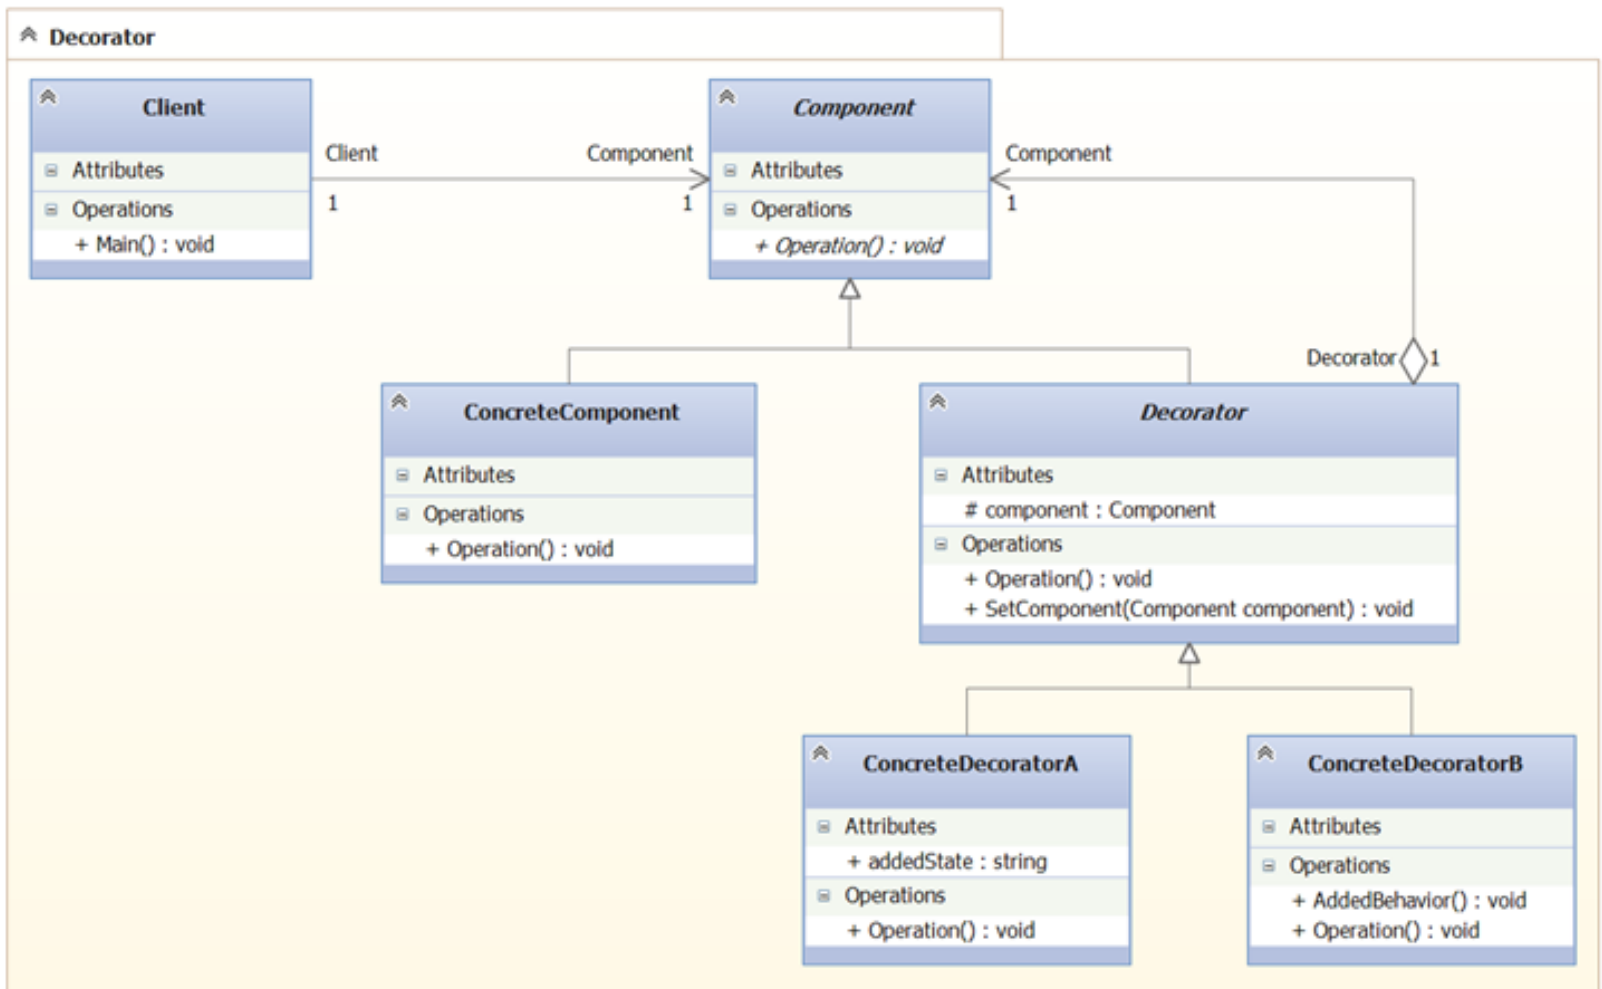 Decorator
Client
Attributes
Operations
+ Main() : void
Client
1
Component
1
Component
Attributes
Operations
+ Operation() : void
Component
1
Decorator
1
ConcreteComponent
Attributes
Operations
+ Operation() : void
Decorator
Attributes
# component : Component
Operations
+ Operation() : void
+ SetComponent(Component component) : void
ConcreteDecoratorA
Attributes
+ addedState : string
Operations
+ Operation() : void
ConcreteDecoratorB
Attributes
Operations
+ AddedBehavior() : void
+ Operation() : void